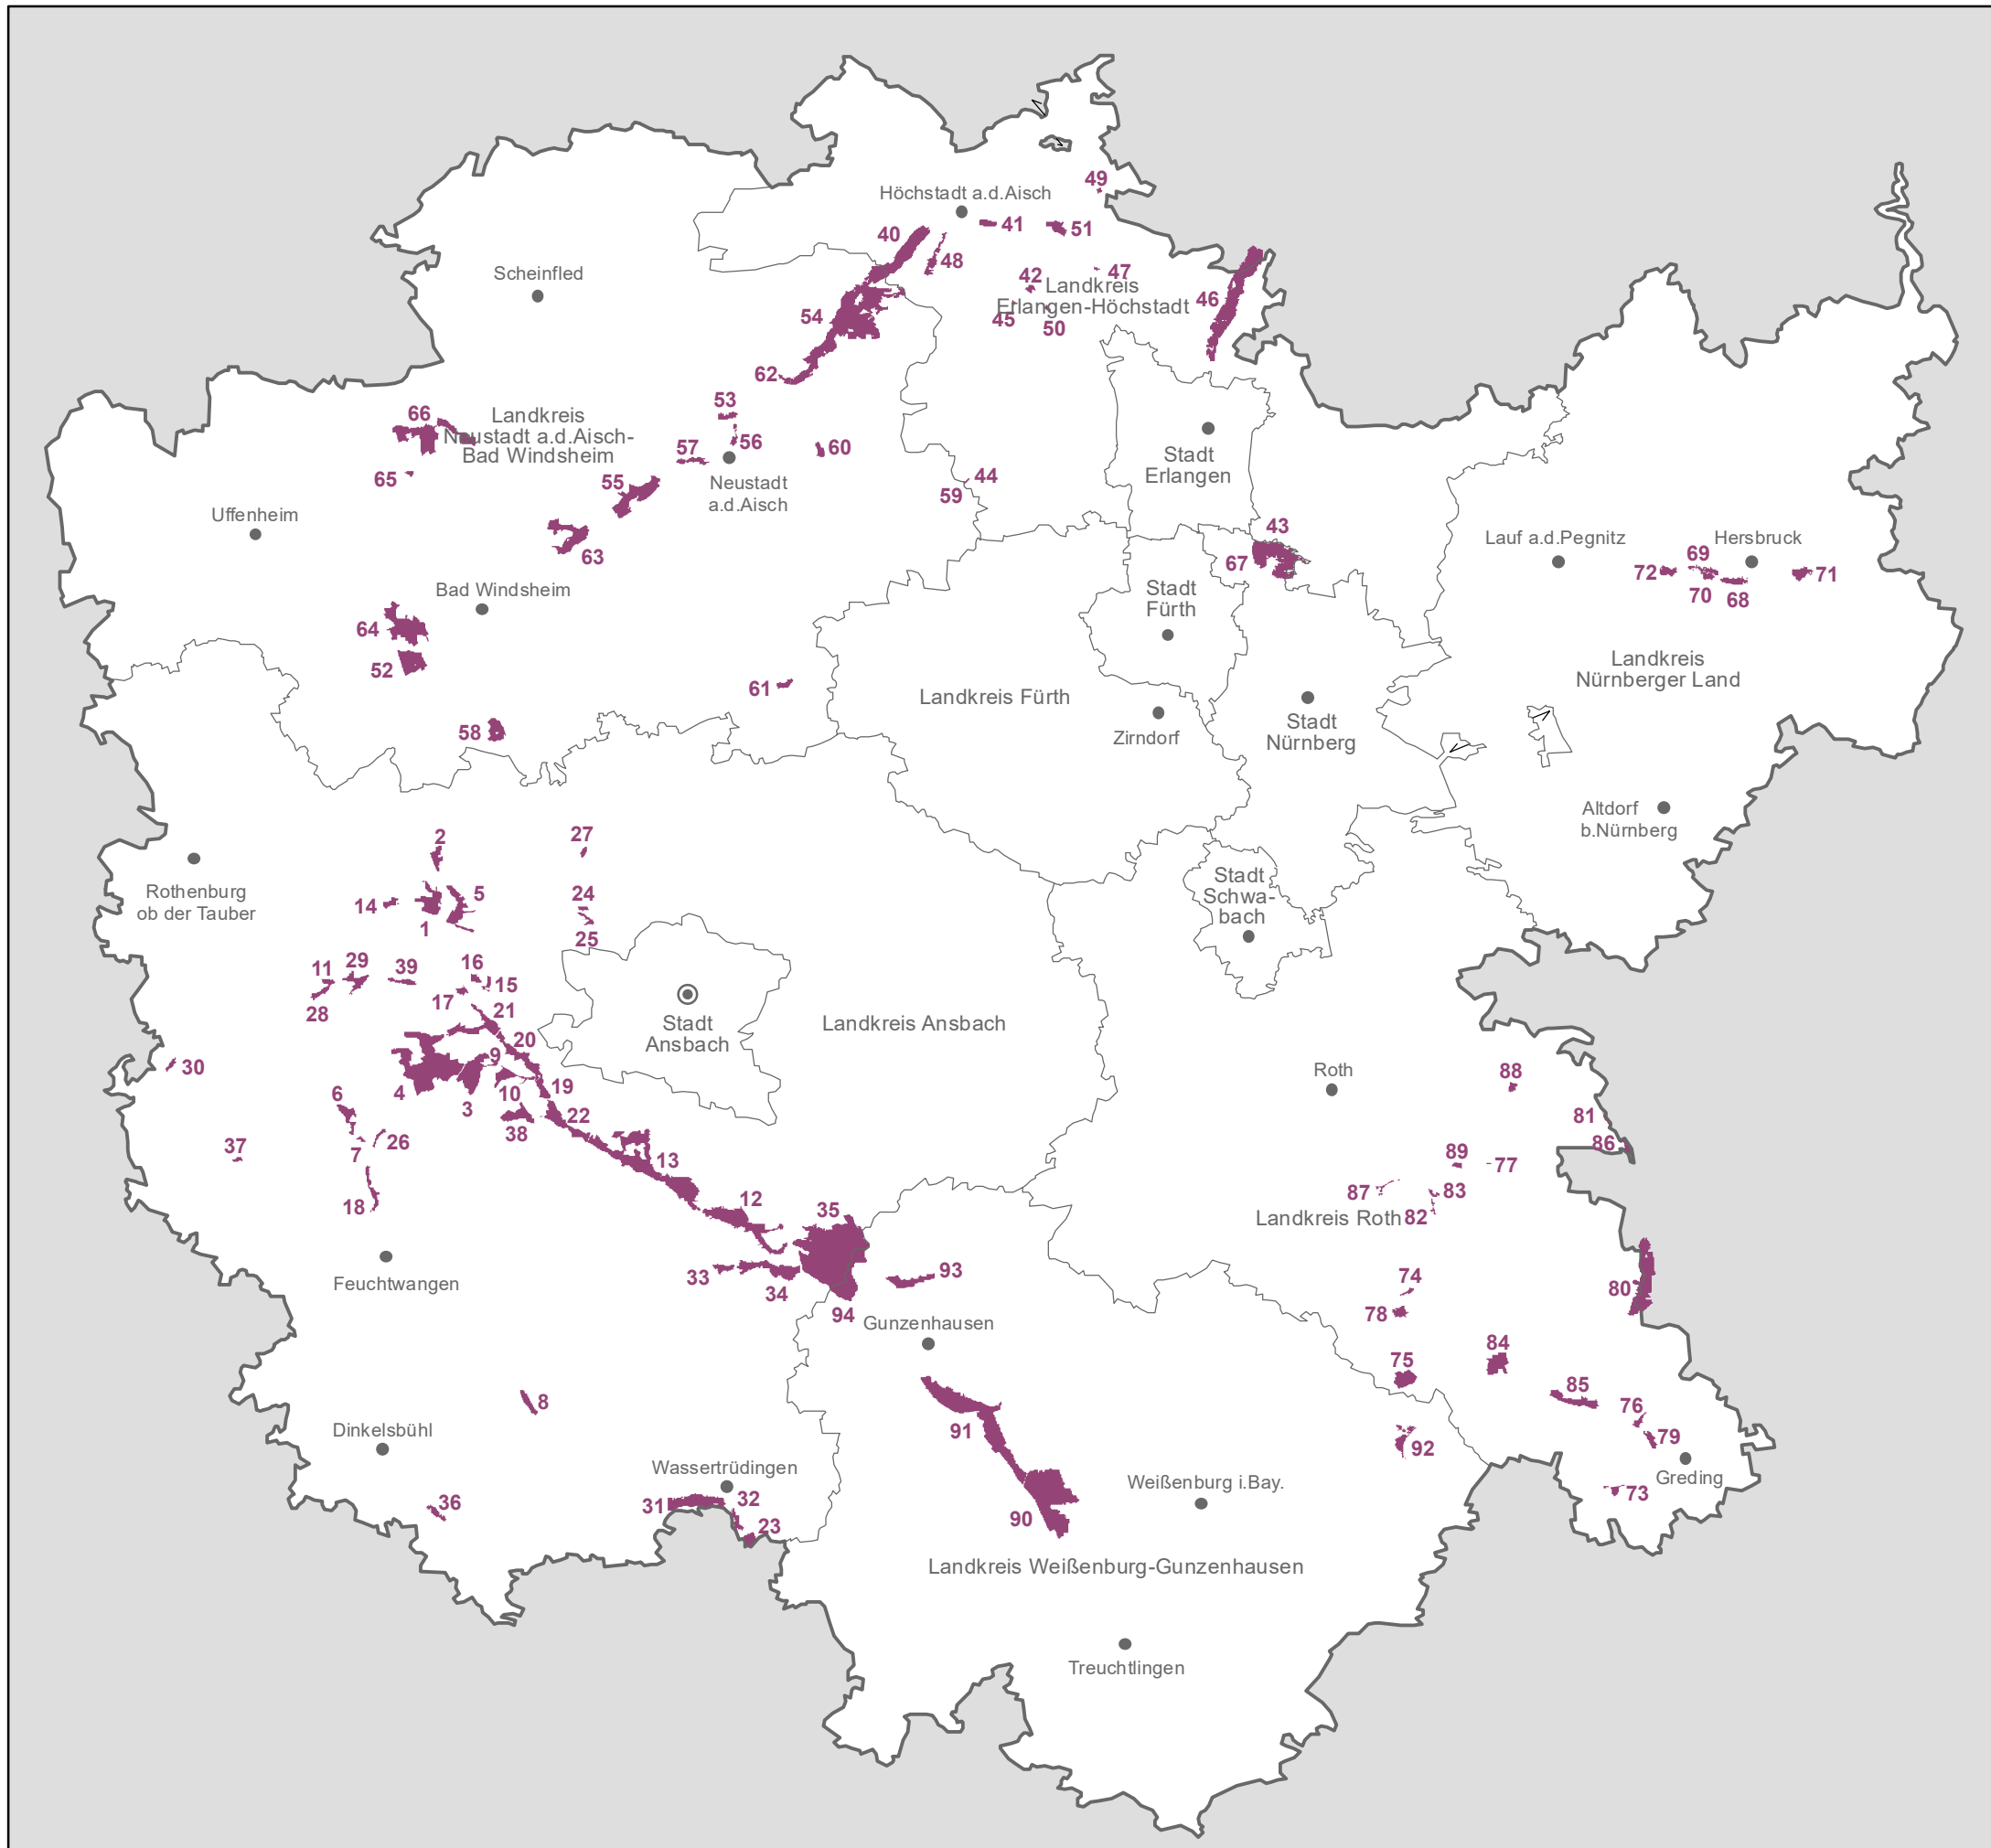 49
Höchstadt a.d.Aisch
41
51
40
48
Scheinfled
42
47
Landkreis
Erlangen-Höchstadt
46
45
50
54
62
53
66
Landkreis
Neustadt a.d.Aisch-
Bad Windsheim
56
57
60
65
55
Neustadt
a.d.Aisch
44
59
Stadt
Erlangen
Uffenheim
43
63
67
Lauf a.d.Pegnitz
Hersbruck
69
72
71
70
68
Bad Windsheim
Stadt
Fürth
64
52
61
Landkreis Fürth
Landkreis
Nürnberger Land
58
Zirndorf
Stadt
Nürnberg
Altdorf
b.Nürnberg
2
27
Rothenburg
ob der Tauber
14
5
1
24
25
Stadt
Schwa-
bach
11
29
39
16
15
17
28
21
Stadt
Ansbach
Landkreis Ansbach
20
9
30
4
3
10
19
22
38
6
7
26
37
18
13
12
35
Roth
88
81
86
89
77
87
83
82
Landkreis Roth
33
34
93
94
74
78
80
Feuchtwangen
Gunzenhausen
75
84
85
76
79
92
8
91
Dinkelsbühl
Wassertrüdingen
Weißenburg i.Bay.
Greding
73
36
31
32
23
90
Landkreis Weißenburg-Gunzenhausen
Treuchtlingen